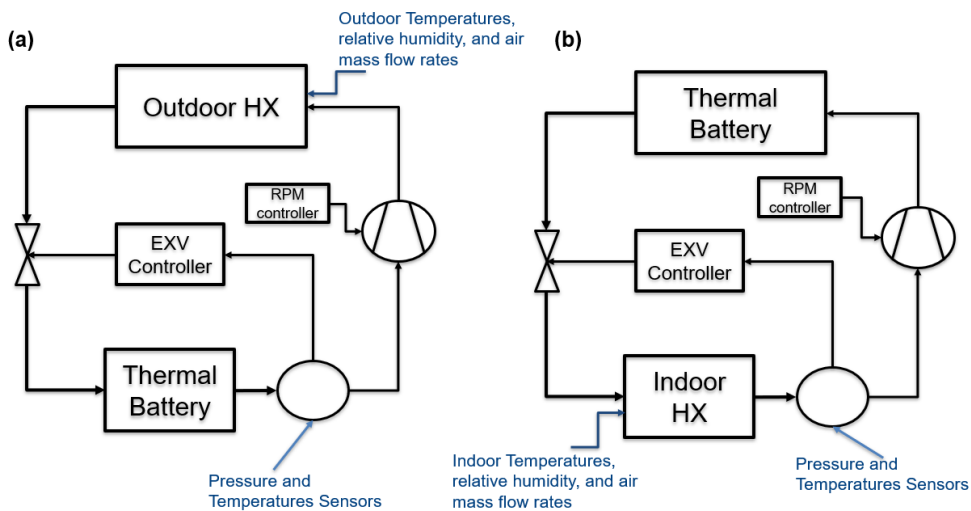 (a)
Outdoor Temperatures,
relative humidity, and air
mass flow rates
Outdoor HX
RPM
controller
EXV
Controller
Thermal
Battery
Pressure and
Temperatures Sensors
(b)
Thermal
Battery
RPM
controller
EXV
Controller
Indoor
HX
Indoor Temperatures,
relative humidity, and air
mass flow rates
Pressure and
Temperatures Sensors